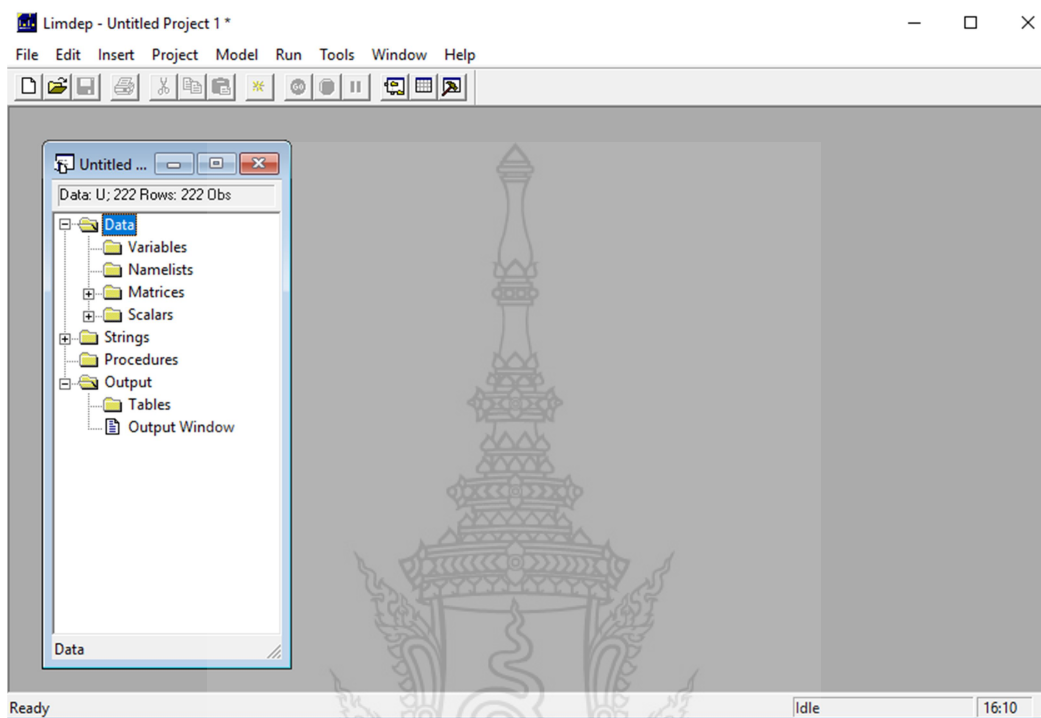 Limdep - Untitled Project 1 *
File Edit Insert Project Model Run Tools Window Help
GO
Untitled ...
Data: U; 222 Rows: 222 Obs
Data
Variables
Namelists
Matrices
Scalars
Strings
Procedures
Output
Tables
Output Window
Data
Ready Idle 16:10